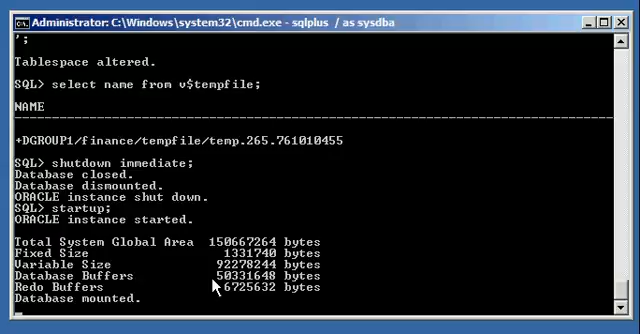 Administrator: C:\Windows\system32\cmd.exe - sqlplus / as sysdba
';
Tablespace altered.
SQL> select name from v$tempfile;
NAME
--------------------------------------------------------------------------------
+DGROUP1/finance/tempfile/temp.265.761010455
SQL> shutdown immediate;
Database closed.
Database dismounted.
ORACLE instance shut down.
SQL> startup;
ORACLE instance started.
Total System Global Area 150667264 bytes
Fixed Size 1331740 bytes
Variable Size 92278244 bytes
Database Buffers 50331648 bytes
Redo Buffers 6725632 bytes
Database mounted.